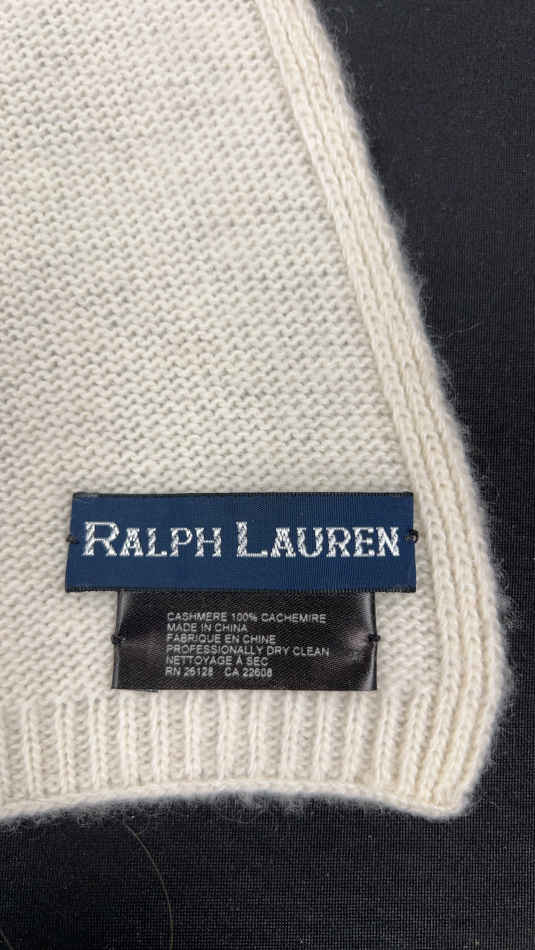 RALPH LAUREN
CASHMERE 100% CACHEMIRE
MADE IN CHINA
FABRIQUE EN CHINE
PROFESSIONALLY DRY CLEAN
NETTOYAGE À SEC
RN 26128 CA 22608